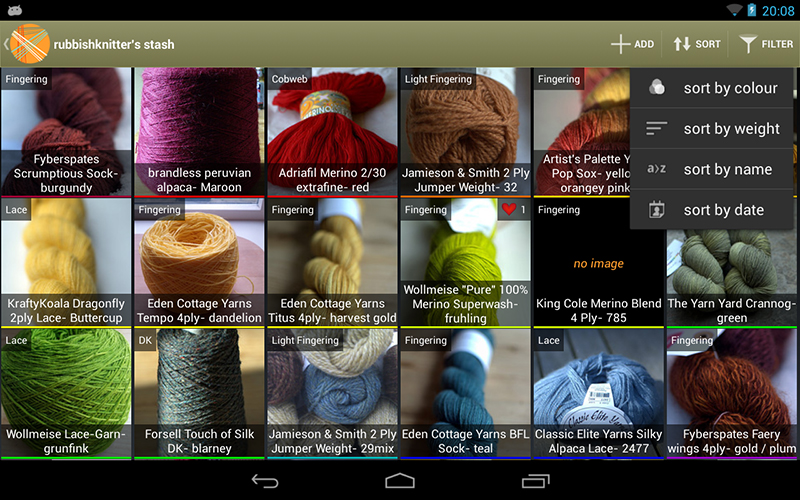 20:08
rubbishknitter's stash
ADD
SORT
FILTER
sort by colour
sort by weight
sort by name
sort by date
Fingering
Fyberspates
Scrumptious Sock-
burgundy
brandless peruvian
alpaca- Maroon
Cobweb
Adriafil Merino 2/30
extrafine- red
Light Fingering
Jamieson & Smith 2 Ply
Jumper Weight- 32
Fingering
Artist's Palette Y
Pop Sox- yello
orangey pink
Lace
KraftyKoala Dragonfly
2ply Lace- Buttercup
Fingering
Eden Cottage Yarns
Tempo 4ply- dandelion
Fingering
Eden Cottage Yarns
Titus 4ply- harvest gold
Fingering
1
Wollmeise "Pure" 100%
Merino Superwash-
fruhling
Fingering
no image
King Cole Merino Blend
4 Ply- 785
The Yarn Yard Crannog-
green
Lace
Wollmeise Lace-Garn-
grunfink
DK
Forsell Touch of Silk
DK- blarney
Light Fingering
Jamieson & Smith 2 Ply
Jumper Weight- 29mix
Fingering
Eden Cottage Yarns BFL
Sock- teal
Lace
Classic Elite Yarns
Classic Elite Yarns Silky
Alpaca Lace- 2477
Fingering
Fyberspates Faery
wings 4ply- gold / plum